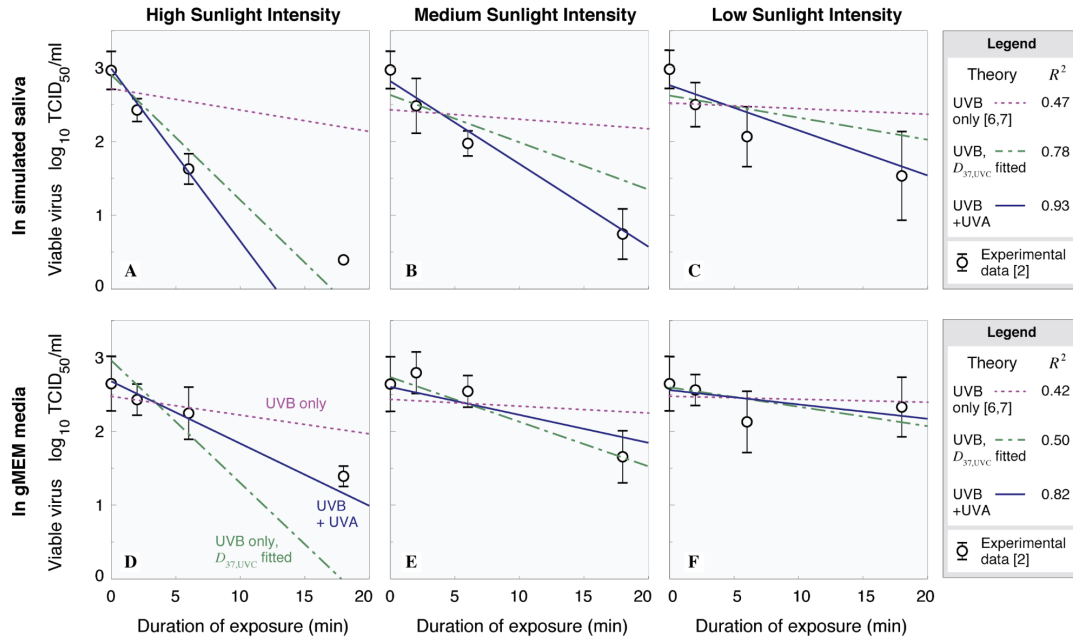 High Sunlight Intensity
Medium Sunlight Intensity
Low Sunlight Intensity
In simulated saliva
Viable virus log10 TCID50/ml
3
2
1
0
A
B
C
Legend
Theory R2
UVB only [6,7] 0.47
UVB, D37,UVC fitted 0.78
UVB +UVA 0.93
Experimental data [2]
In gMEM media
Viable virus log10 TCID50/ml
3
2
1
0
UVB only
UVB + UVA
UVB only, D37,UVC fitted
D
E
F
0 5 10 15 20
0 5 10 15 20
0 5 10 15 20
Duration of exposure (min)
Duration of exposure (min)
Duration of exposure (min)
Legend
Theory R2
UVB only [6,7] 0.42
UVB, D37,UVC fitted 0.50
UVB +UVA 0.82
Experimental data [2]